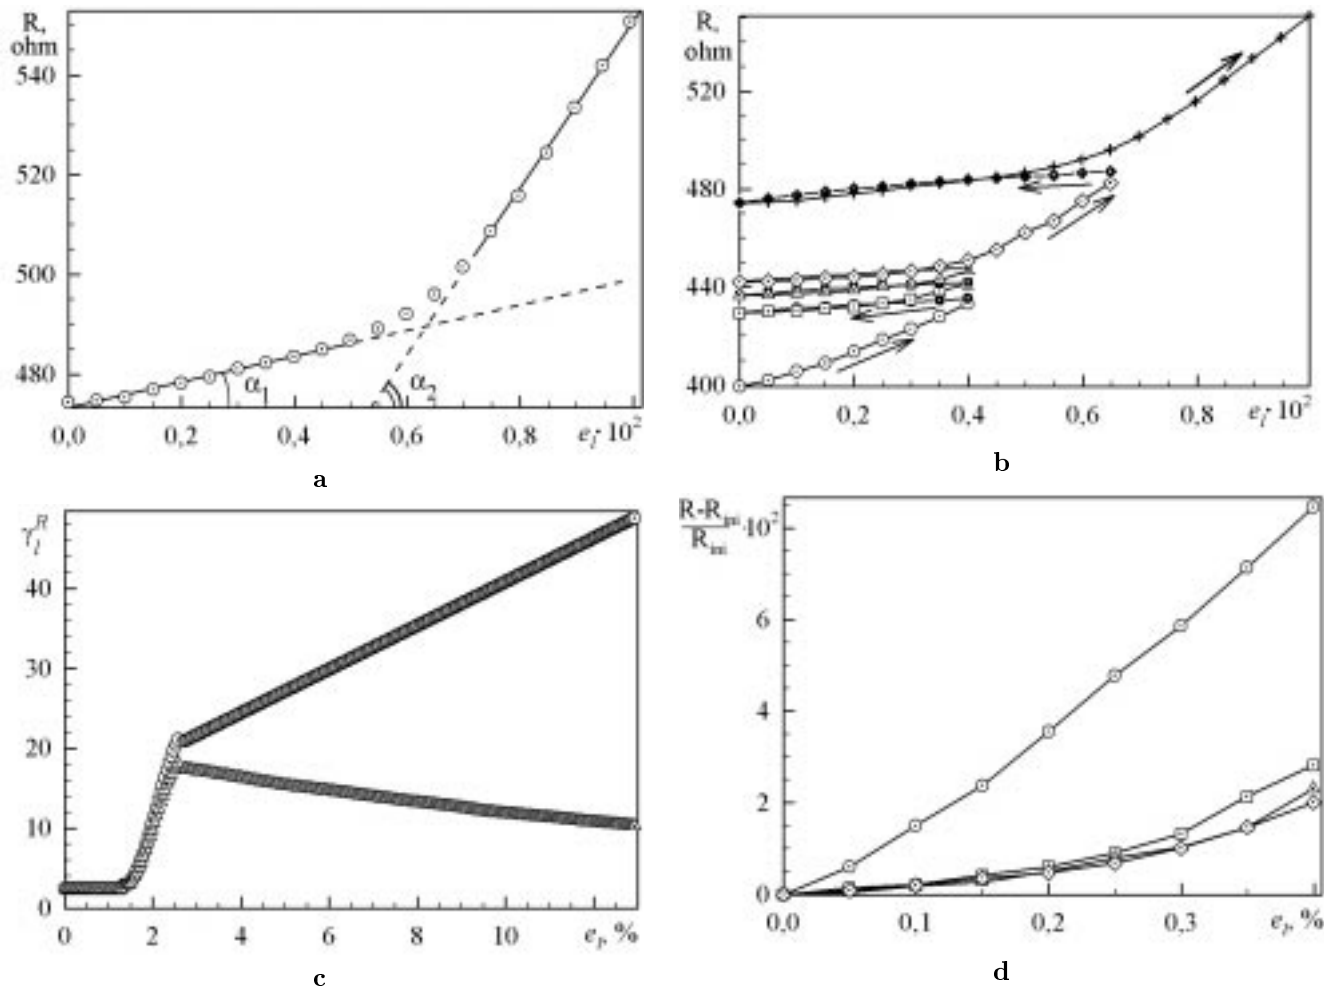 R,
ohm
540
520
500
480
α₁
α₂
0,0 0,2 0,4 0,6 0,8 e_l·10²
a
R,
ohm
520
480
440
400
0,0 0,2 0,4 0,6 0,8 e_l·10²
b
γ_l^R
40
30
20
10
0
0 2 4 6 8 10 e_l, %
c
R-R_ini
R_ini
·10²
6
4
2
0
0,0 0,1 0,2 0,3 e_l, %
d